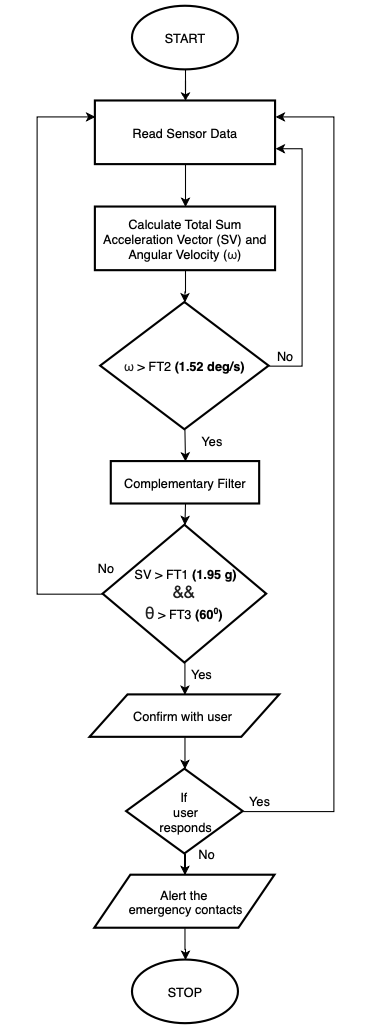 START
Read Sensor Data
Calculate Total Sum
Acceleration Vector (SV) and
Angular Velocity (ω)
ω > FT2 (1.52 deg/s)
No
Yes
Complementary Filter
No
SV > FT1 (1.95 g)
&&
θ > FT3 (60⁰)
Yes
Confirm with user
If
user
responds
Yes
No
Alert the
emergency contacts
STOP